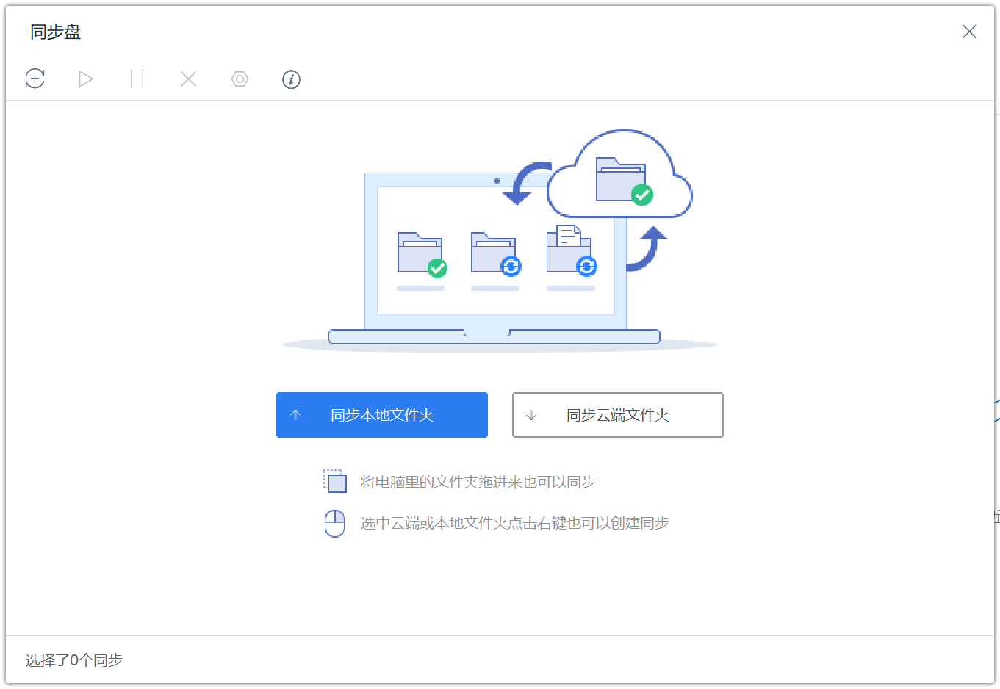 同步盘
同步本地文件夹
同步云端文件夹
将电脑里的文件夹拖进来也可以同步
选中云端或本地文件夹点击右键也可以创建同步
选择了0个同步